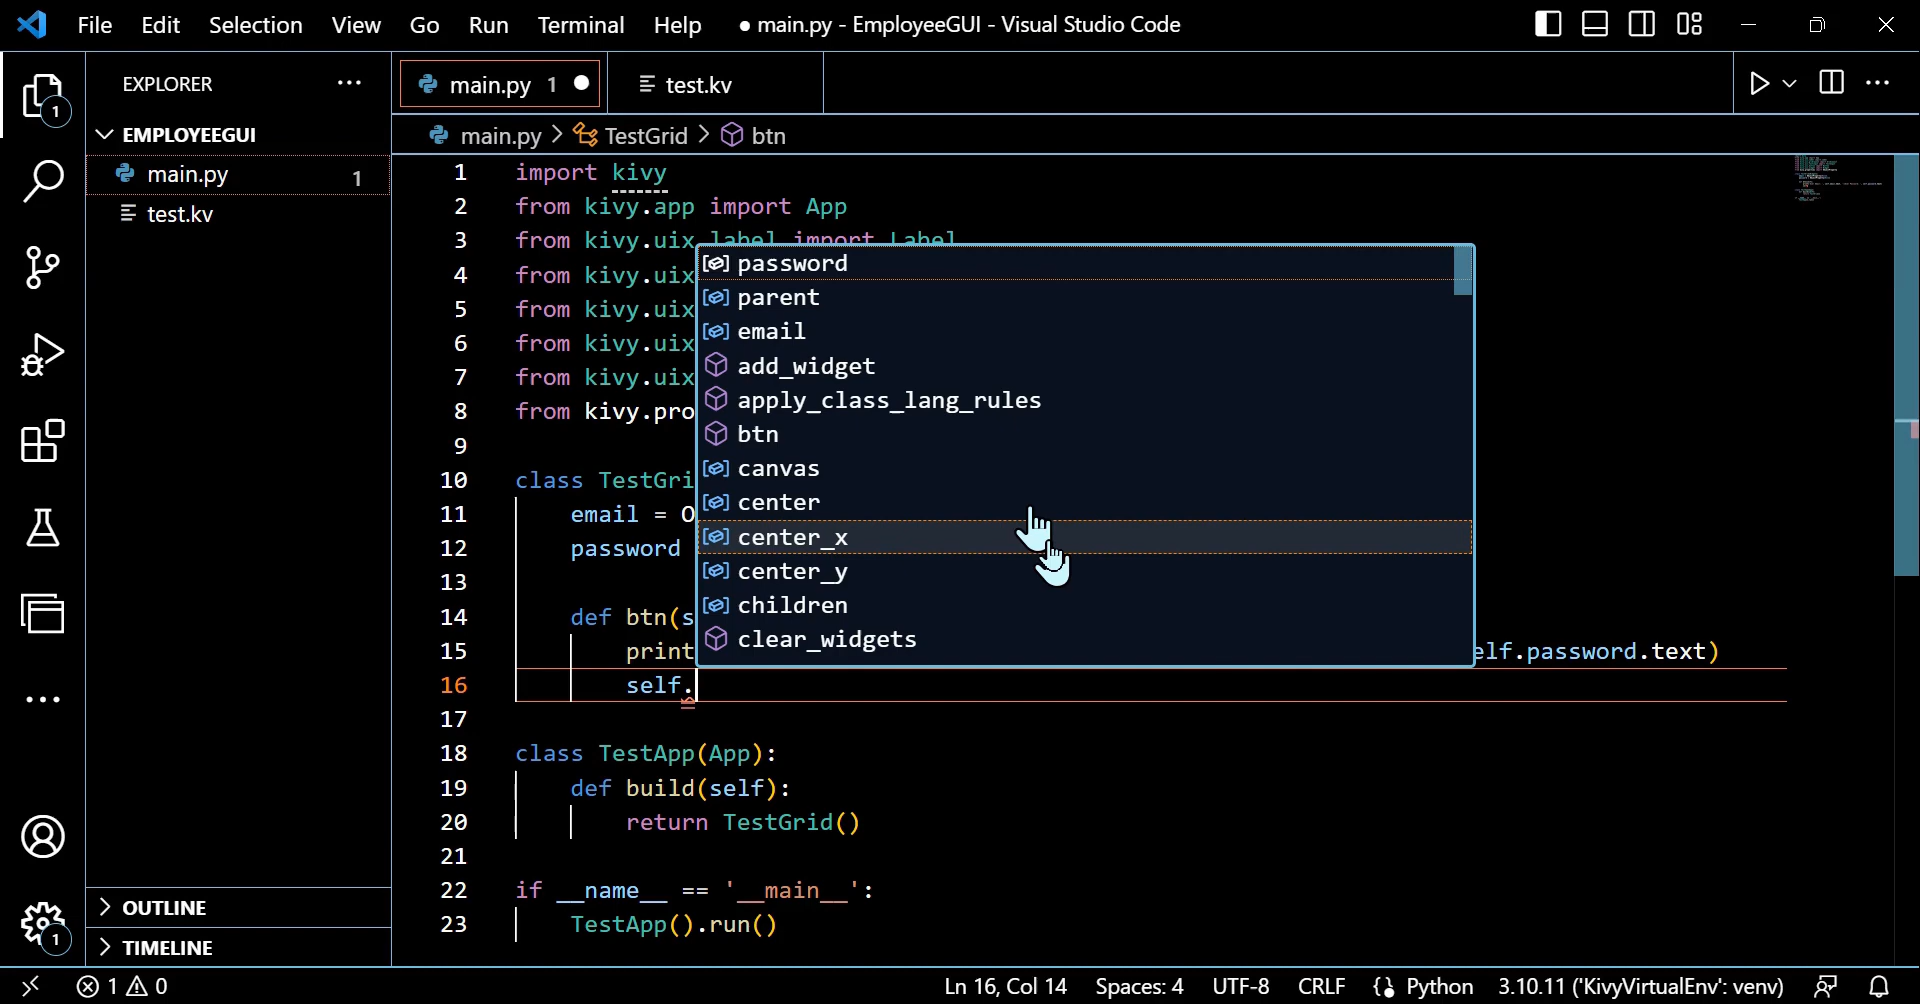 File Edit Selection View Go Run Terminal Help ● main.py - EmployeeGUI - Visual Studio Code
EXPLORER ···
main.py 1 ●
test.kv
EMPLOYEEGUI
main.py > TestGrid > btn
main.py 1
test.kv
1 import kivy
2 from kivy.app import App
3 from kivy.uix.label import Label
4 from kivy.uix
5 from kivy.uix
6 from kivy.uix
7 from kivy.uix
8 from kivy.pro
9
10 class TestGri
11 email = O
12 password
13
14 def btn(s
15 print elf.password.text)
16 self.
17
18 class TestApp(App):
19 def build(self):
20 return TestGrid()
21
22 if __name__ == '__main__':
23 TestApp().run()
password
parent
email
add_widget
apply_class_lang_rules
btn
canvas
center
center_x
center_y
children
clear_widgets
1
1
OUTLINE
TIMELINE
1 0 Ln 16, Col 14 Spaces: 4 UTF-8 CRLF Python 3.10.11 ('KivyVirtualEnv': venv)